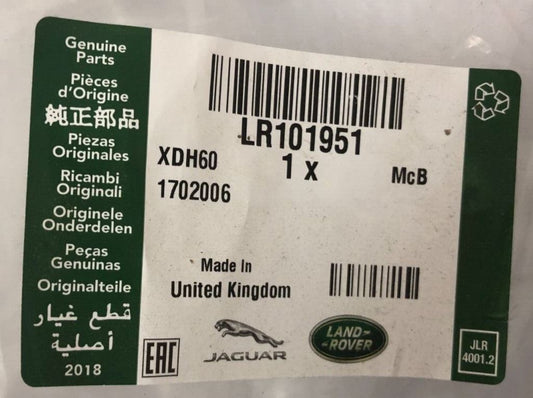 Genuine
Parts
Pièces
d'Origine
純正部品
Piezas
Originales
Ricambi
Originali
Originele
Onderdelen
Peças
Genuinas
Originalteile
قطع غيار
أصلية
2018
LR101951
XDH60
1 x
McB
1702006
Made In
United Kingdom
EAC
JAGUAR
LAND-
ROVER
JLR
4001.2